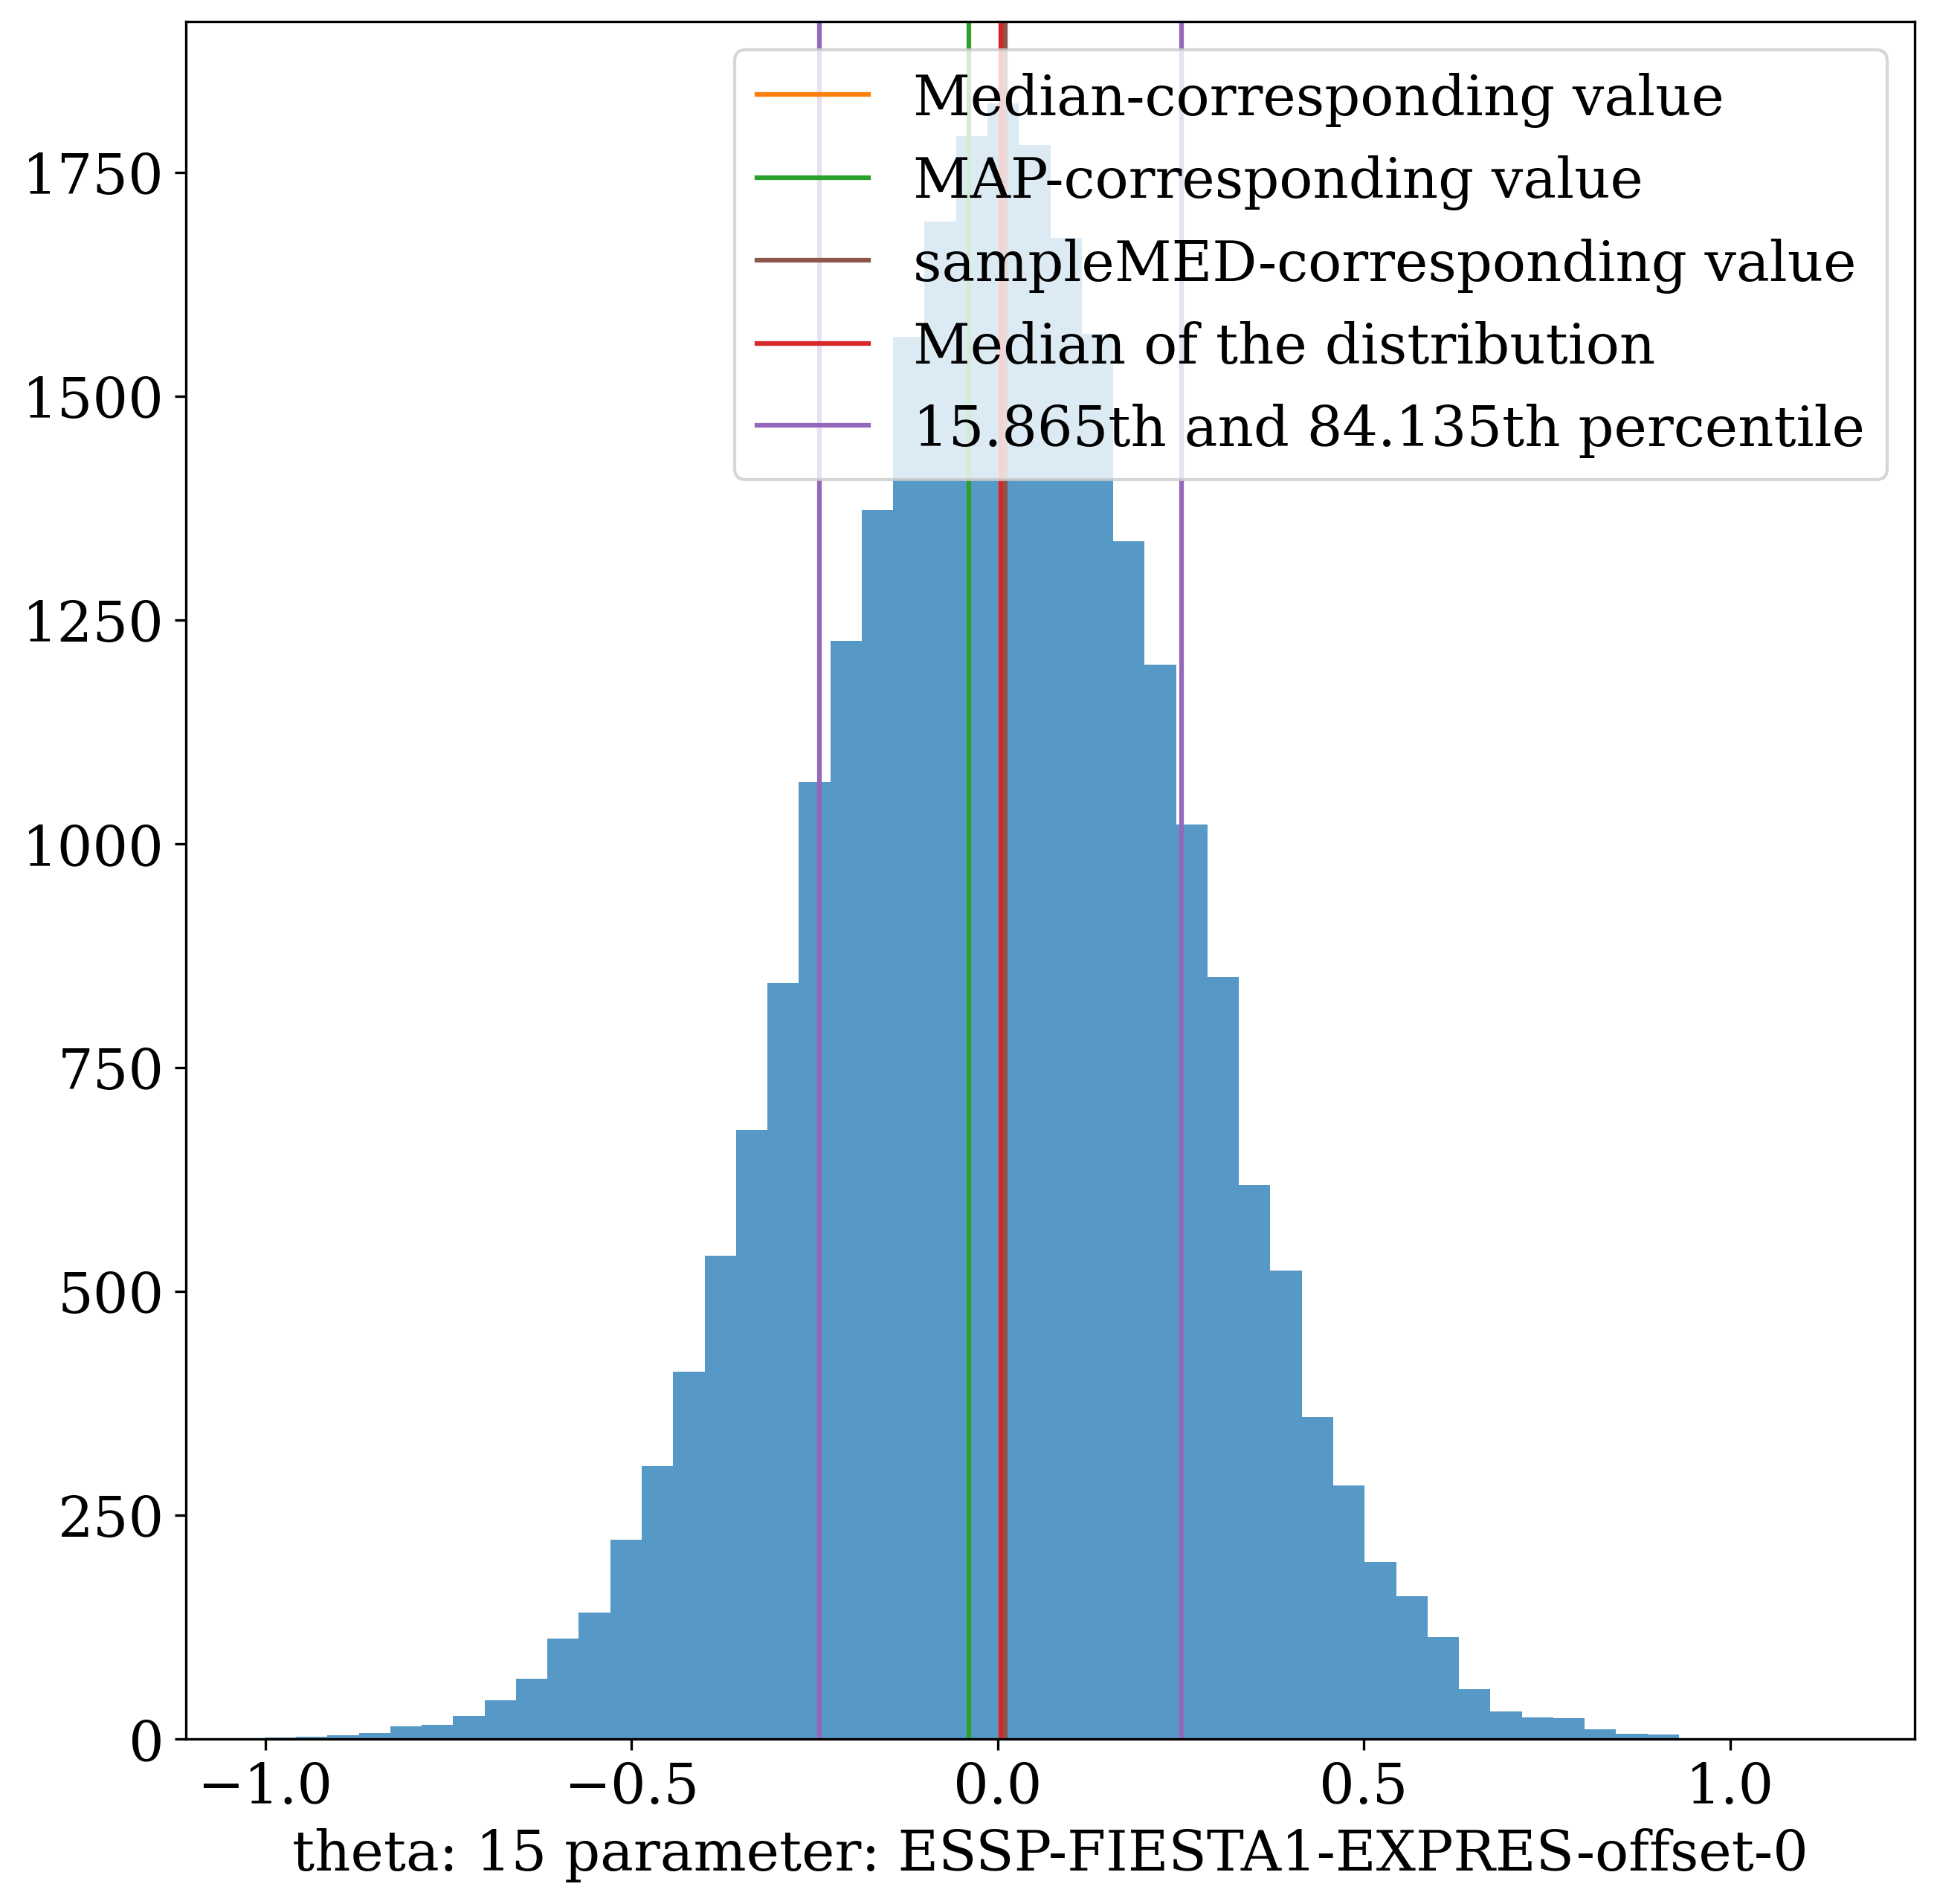 Median-corresponding value
MAP-corresponding value
sampleMED-corresponding value
Median of the distribution
15.865th and 84.135th percentile
1750
1500
1250
1000
750
500
250
0
−1.0 −0.5 0.0 0.5 1.0
theta: 15 parameter: ESSP-FIESTA1-EXPRES-offset-0